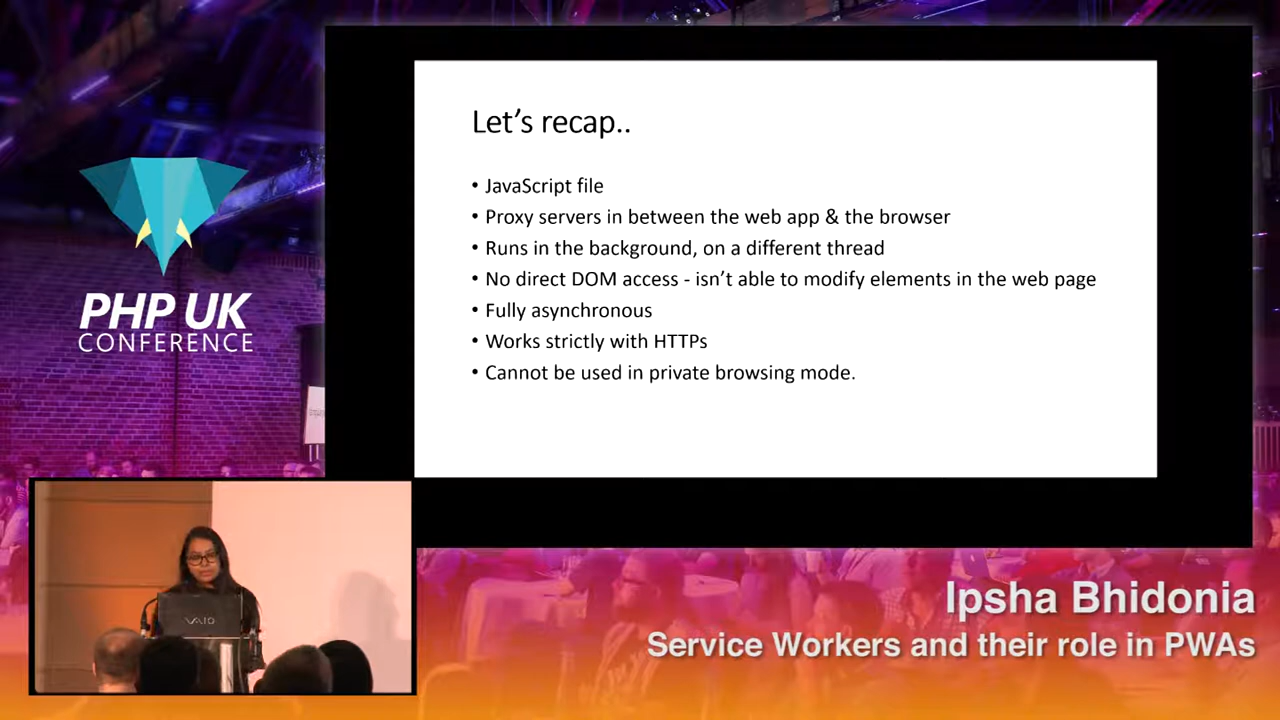 Let's recap..
• JavaScript file
• Proxy servers in between the web app & the browser
• Runs in the background, on a different thread
• No direct DOM access - isn't able to modify elements in the web page
• Fully asynchronous
• Works strictly with HTTPs
• Cannot be used in private browsing mode.
PHP UK
CONFERENCE
VAIO
Ipsha Bhidonia
Service Workers and their role in PWAs